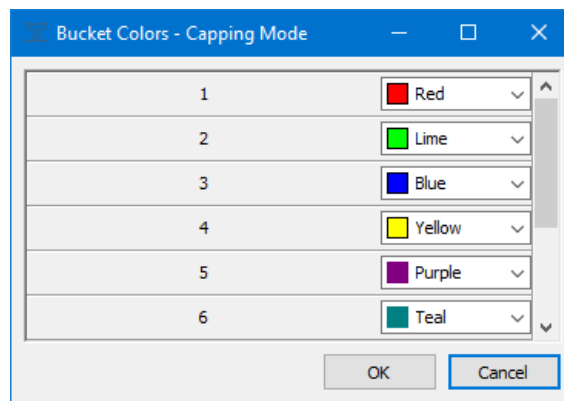 Bucket Colors - Capping Mode
1 Red
2 Lime
3 Blue
4 Yellow
5 Purple
6 Teal
OK Cancel